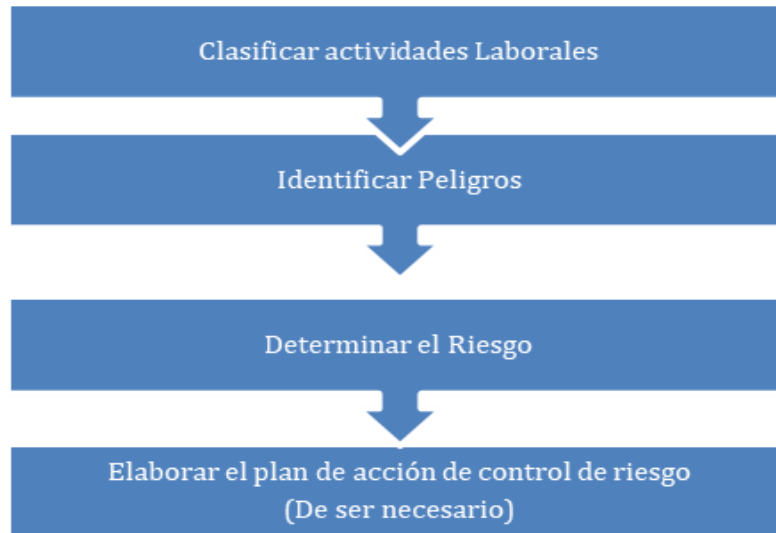 Clasificar actividades Laborales
Identificar Peligros
Determinar el Riesgo
Elaborar el plan de acción de control de riesgo
(De ser necesario)